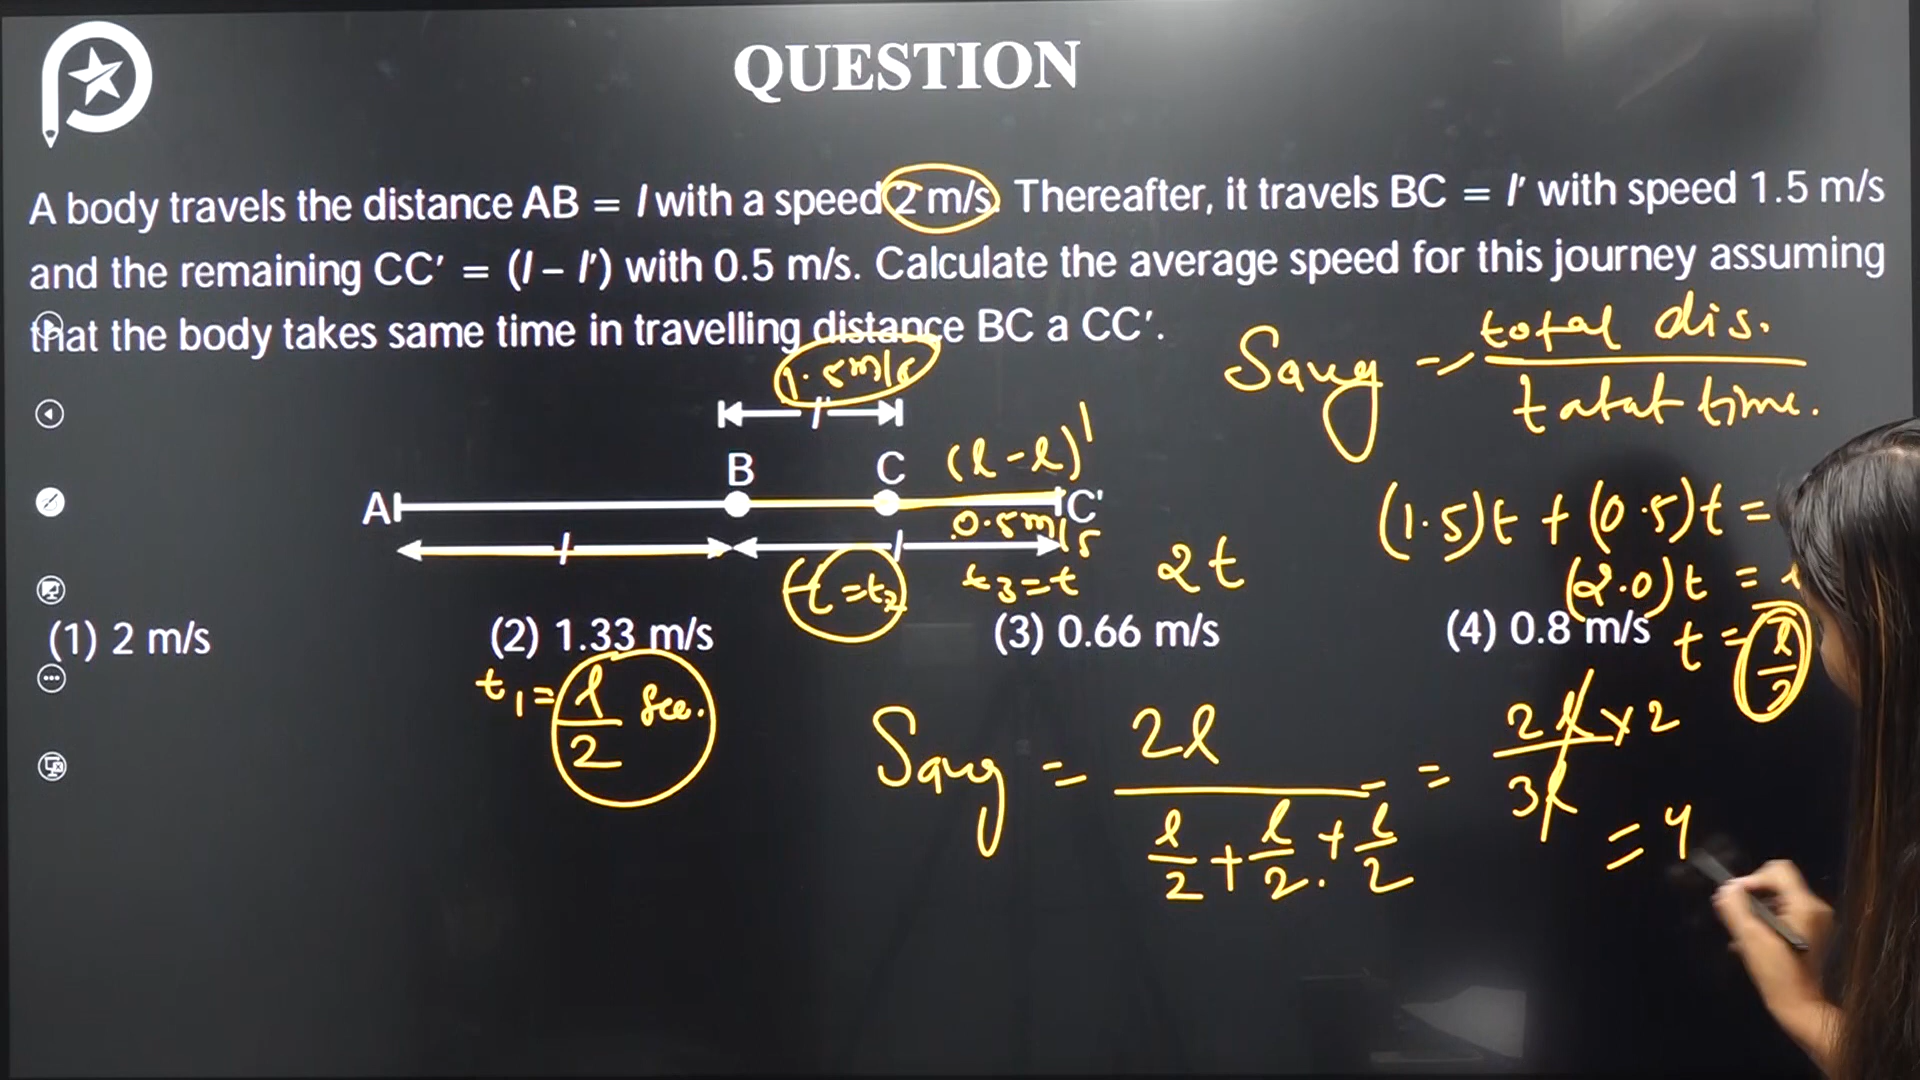 QUESTION
A body travels the distance AB = l with a speed 2 m/s. Thereafter, it travels BC = l′ with speed 1.5 m/s
and the remaining CC′ = (l – l′) with 0.5 m/s. Calculate the average speed for this journey assuming
that the body takes same time in travelling distance BC a CC′.
Savg = total dis. / total time.
1.5m/s
l′
B C (l-l)′
A C'
0.5m/s
l l
t=t2 t3=t 2t
(1.5)t + (0.5)t =
(2.0)t =
t = l/2
(1) 2 m/s (2) 1.33 m/s (3) 0.66 m/s (4) 0.8 m/s
t1 = l/2 sec.
Savg = 2l / l/2 + l/2 + l/2 = 2l×2 / 3l
= 4